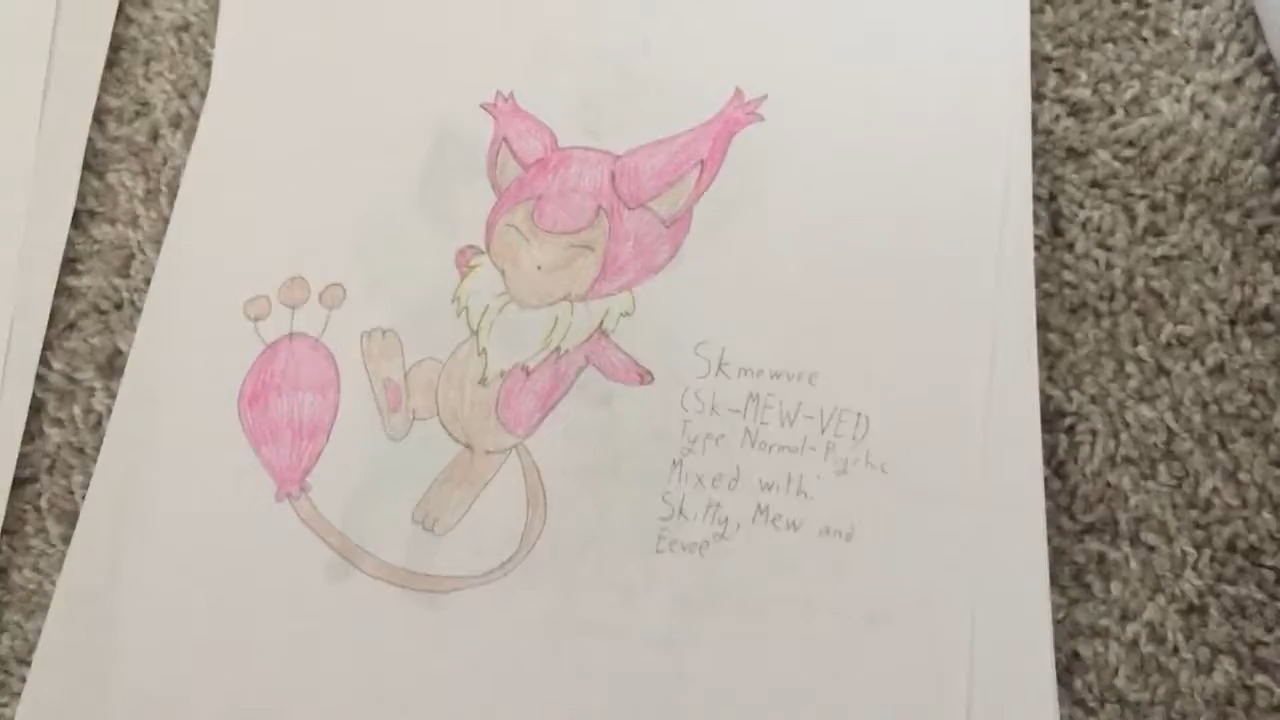 Skmewvee
(Sk-MEW-VEE)
Type Normal-Psychic
Mixed with:
Skitty, Mew and
Eevee